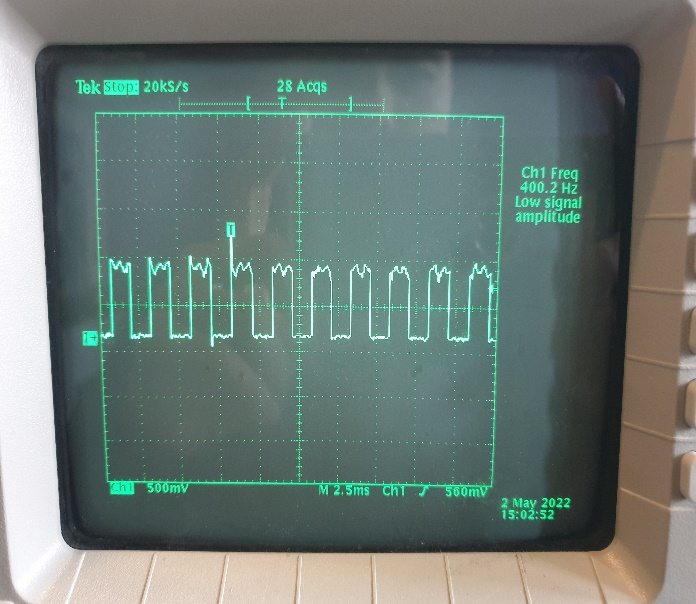 Tek Stop: 20kS/s 28 Acqs
T
Ch1 Freq
400.2 Hz
Low signal
amplitude
T
1→
Ch1 500mV M 2.5ms Ch1 ƒ 560mV
2 May 2022
15:02:52